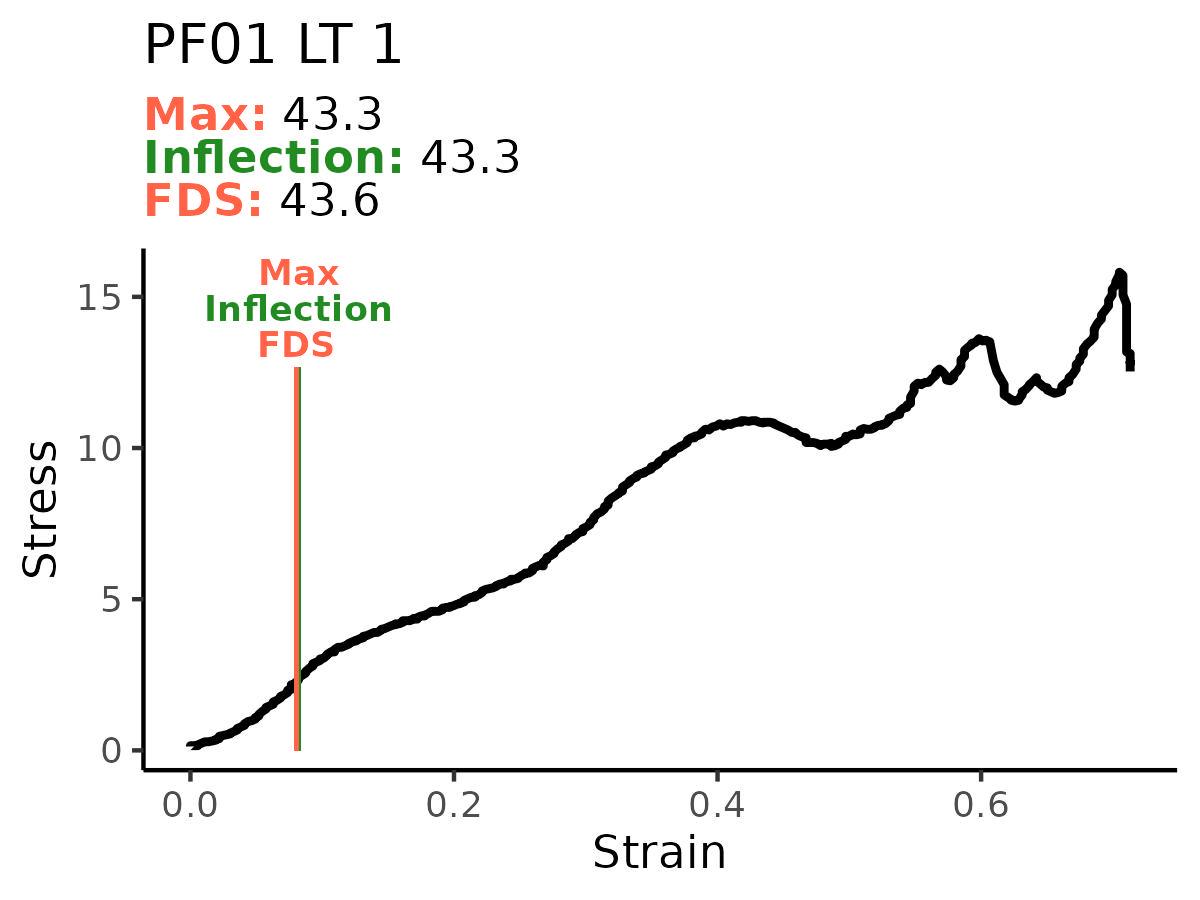 PF01 LT 1
Max: 43.3
Inflection: 43.3
FDS: 43.6
Max
Inflection
FDS
15
10
5
0
Stress
0.0 0.2 0.4 0.6
Strain